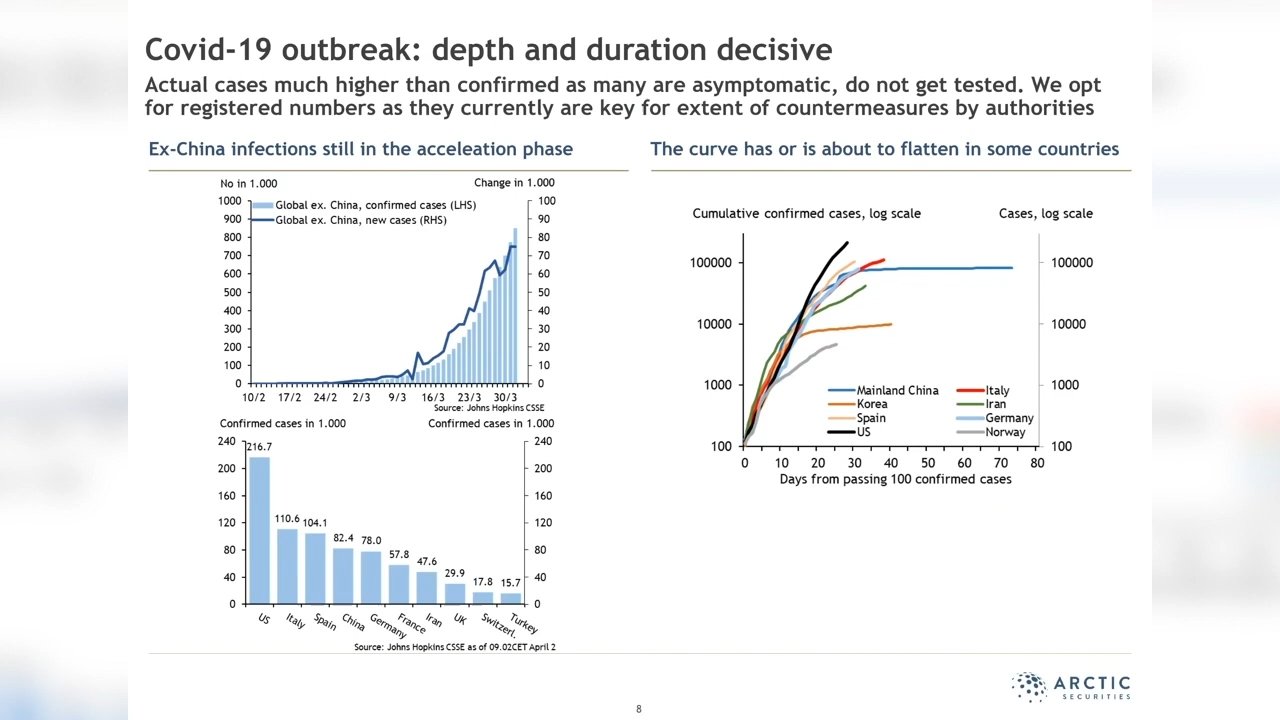 Covid-19 outbreak: depth and duration decisive
Actual cases much higher than confirmed as many are asymptomatic, do not get tested. We opt
for registered numbers as they currently are key for extent of countermeasures by authorities
Ex-China infections still in the acceleation phase
No in 1.000
Change in 1.000
Global ex. China, confirmed cases (LHS)
Global ex. China, new cases (RHS)
1000
900
800
700
600
500
400
300
200
100
0
100
90
80
70
60
50
40
30
20
10
0
10/2 17/2 24/2 2/3 9/3 16/3 23/3 30/3
Source: Johns Hopkins CSSE
Confirmed cases in 1.000
Confirmed cases in 1.000
240
200
160
120
80
40
0
216.7 110.6 104.1 82.4 78.0 57.8 47.6 29.9 17.8 15.7
240
200
160
120
80
40
0
US Italy Spain China Germany France Iran UK Switzerl. Turkey
Source: Johns Hopkins CSSE as of 09.02CET April 2
The curve has or is about to flatten in some countries
Cumulative confirmed cases, log scale
Cases, log scale
100000
10000
1000
100
100000
10000
1000
100
Mainland China
Italy
Korea
Iran
Spain
Germany
US
Norway
0 10 20 30 40 50 60 70 80
Days from passing 100 confirmed cases
ARCTIC
SECURITIES
8